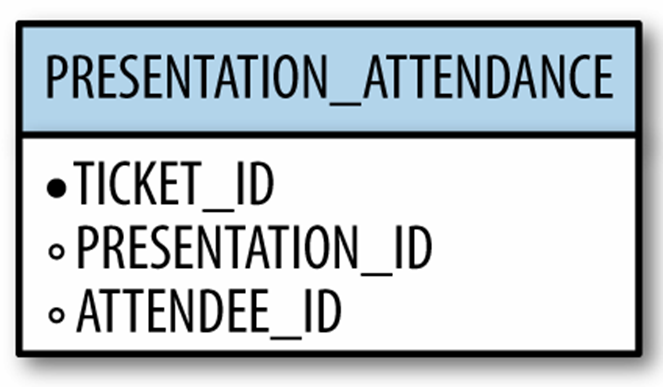 PRESENTATION_ATTENDANCE
TICKET_ID
PRESENTATION_ID
ATTENDEE_ID